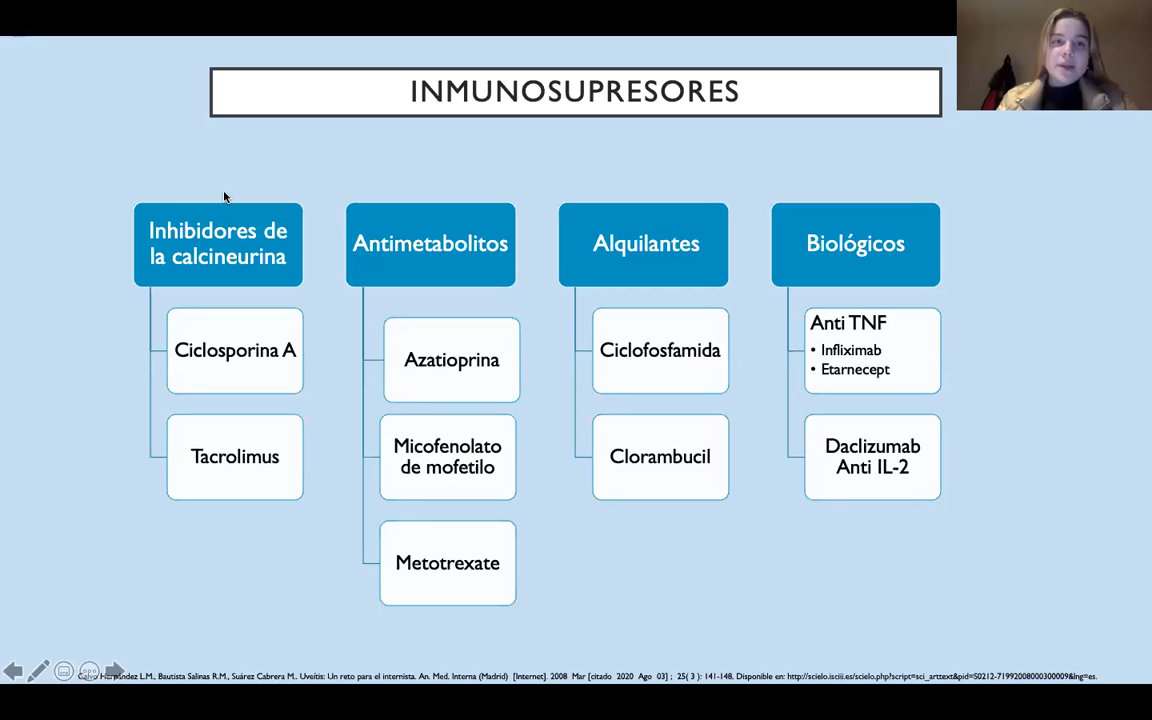 INMUNOSUPRESORES
Inhibidores de
la calcineurina
Ciclosporina A
Tacrolimus
Antimetabolitos
Azatioprina
Micofenolato
de mofetilo
Metotrexate
Alquilantes
Ciclofosfamida
Clorambucil
Biológicos
Anti TNF
• Infliximab
• Etarnecept
Daclizumab
Anti IL-2
Calvo Hernández L.M., Bautista Salinas R.M., Suárez Cabrera M.. Uveítis: Un reto para el internista. An. Med. Interna (Madrid) [Internet]. 2008 Mar [citado 2020 Ago 03] ; 25( 3 ): 141-148. Disponible en: http://scielo.isciii.es/scielo.php?script=sci_arttext&pid=S0212-71992008000300009&lng=es.